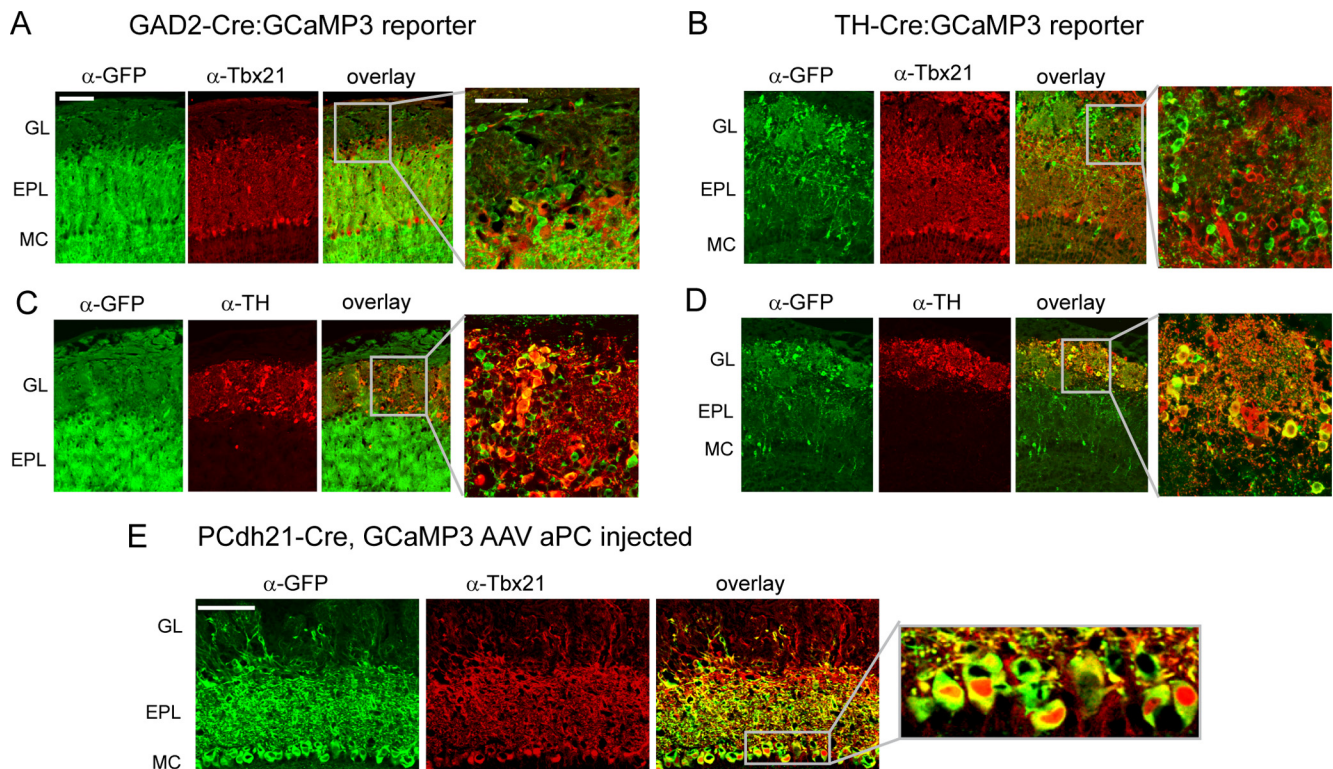 A GAD2-Cre:GCaMP3 reporter
α-GFP α-Tbx21 overlay
GL
EPL
MC
B TH-Cre:GCaMP3 reporter
α-GFP α-Tbx21 overlay
GL
EPL
MC
C α-GFP α-TH overlay
GL
EPL
D α-GFP α-TH overlay
GL
EPL
MC
E PCdh21-Cre, GCaMP3 AAV aPC injected
α-GFP α-Tbx21 overlay
GL
EPL
MC